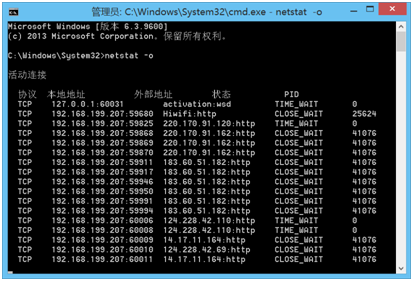 管理员: C:\Windows\System32\cmd.exe - netstat -o
Microsoft Windows [版本 6.3.9600]
(c) 2013 Microsoft Corporation. 保留所有权利。
C:\Windows\System32>netstat -o
活动连接
协议 本地地址 外部地址 状态 PID
TCP 127.0.0.1:60031 activation:wsd TIME_WAIT 0
TCP 192.168.199.207:59680 Hiwifi:http CLOSE_WAIT 25624
TCP 192.168.199.207:59825 220.170.91.120:http TIME_WAIT 0
TCP 192.168.199.207:59868 220.170.91.162:http CLOSE_WAIT 41076
TCP 192.168.199.207:59869 220.170.91.162:http CLOSE_WAIT 41076
TCP 192.168.199.207:59870 220.170.91.162:http CLOSE_WAIT 41076
TCP 192.168.199.207:59911 183.60.51.182:http CLOSE_WAIT 41076
TCP 192.168.199.207:59917 183.60.51.182:http CLOSE_WAIT 41076
TCP 192.168.199.207:59946 183.60.51.182:http CLOSE_WAIT 41076
TCP 192.168.199.207:59950 183.60.51.182:http CLOSE_WAIT 41076
TCP 192.168.199.207:59991 183.60.51.182:http CLOSE_WAIT 41076
TCP 192.168.199.207:59994 183.60.51.182:http CLOSE_WAIT 41076
TCP 192.168.199.207:60006 124.228.42.110:http TIME_WAIT 0
TCP 192.168.199.207:60008 124.228.42.110:http TIME_WAIT 0
TCP 192.168.199.207:60009 14.17.11.164:http CLOSE_WAIT 41076
TCP 192.168.199.207:60010 124.228.42.69:http CLOSE_WAIT 41076
TCP 192.168.199.207:60011 14.17.11.164:http CLOSE_WAIT 41076